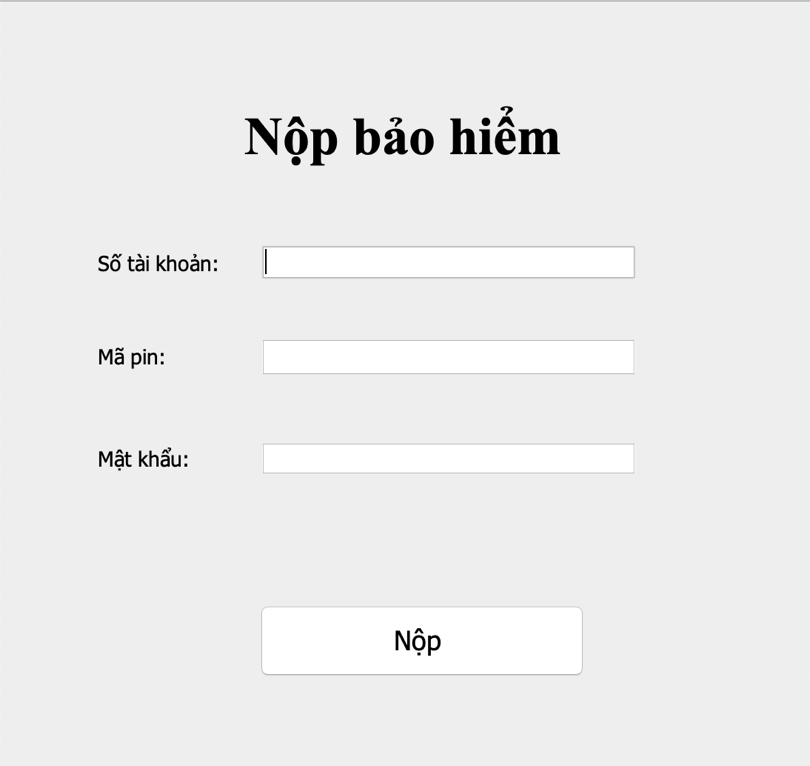 Nộp bảo hiểm
Số tài khoản:
Mã pin:
Mật khẩu:
Nộp